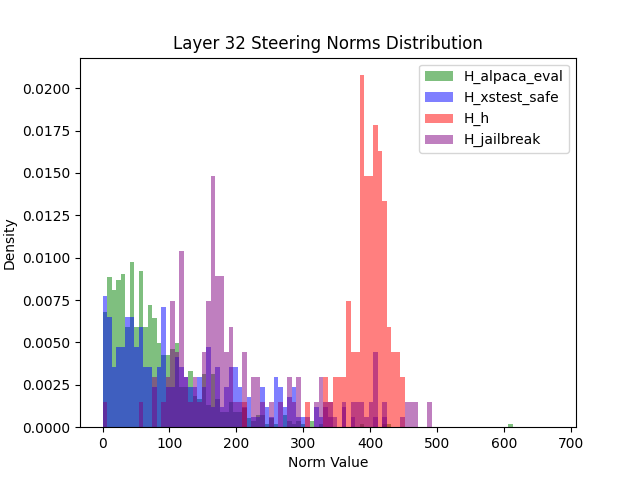 Layer 32 Steering Norms Distribution
H_alpaca_eval
H_xstest_safe
H_h
H_jailbreak
Density
0.0200
0.0175
0.0150
0.0125
0.0100
0.0075
0.0050
0.0025
0.0000
0 100 200 300 400 500 600 700
Norm Value